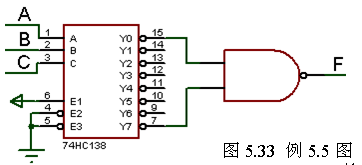 A
B
C
F
1 A Y0 15
2 B Y1 14
3 C Y2 13
Y3 12
Y4 11
6 E1 Y5 10
4 E2 Y6 9
5 E3 Y7 7
74HC138
图 5.33 例 5.5 图